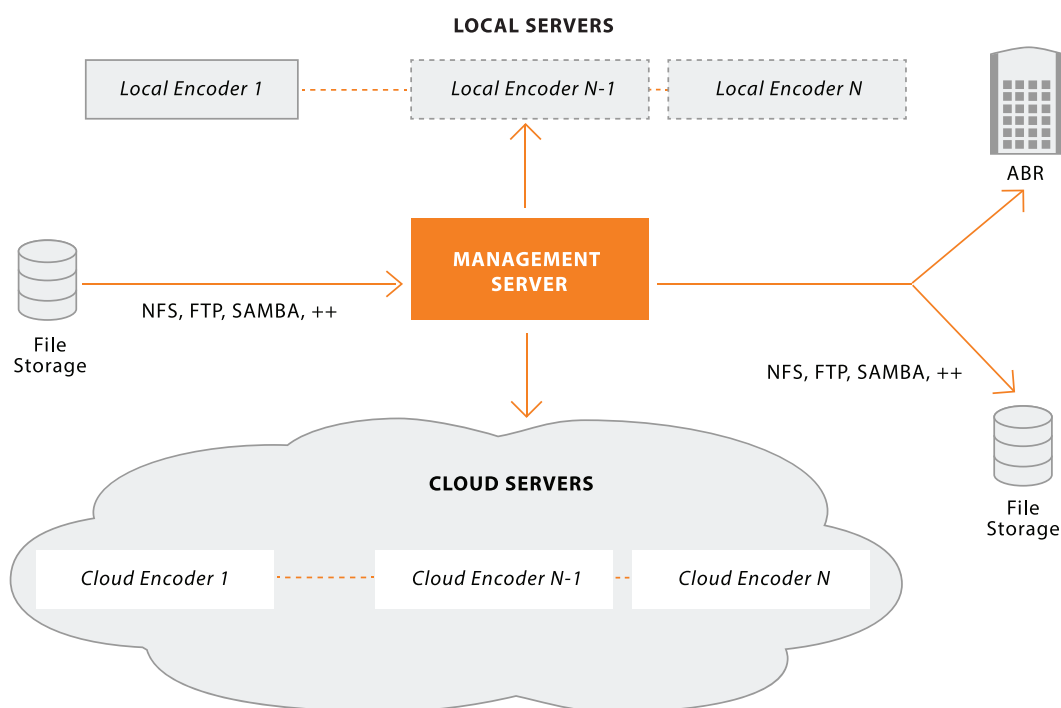 LOCAL SERVERS
Local Encoder 1
Local Encoder N-1
Local Encoder N
ABR
MANAGEMENT
SERVER
NFS, FTP, SAMBA, ++
File
Storage
NFS, FTP, SAMBA, ++
File
Storage
CLOUD SERVERS
Cloud Encoder 1
Cloud Encoder N-1
Cloud Encoder N